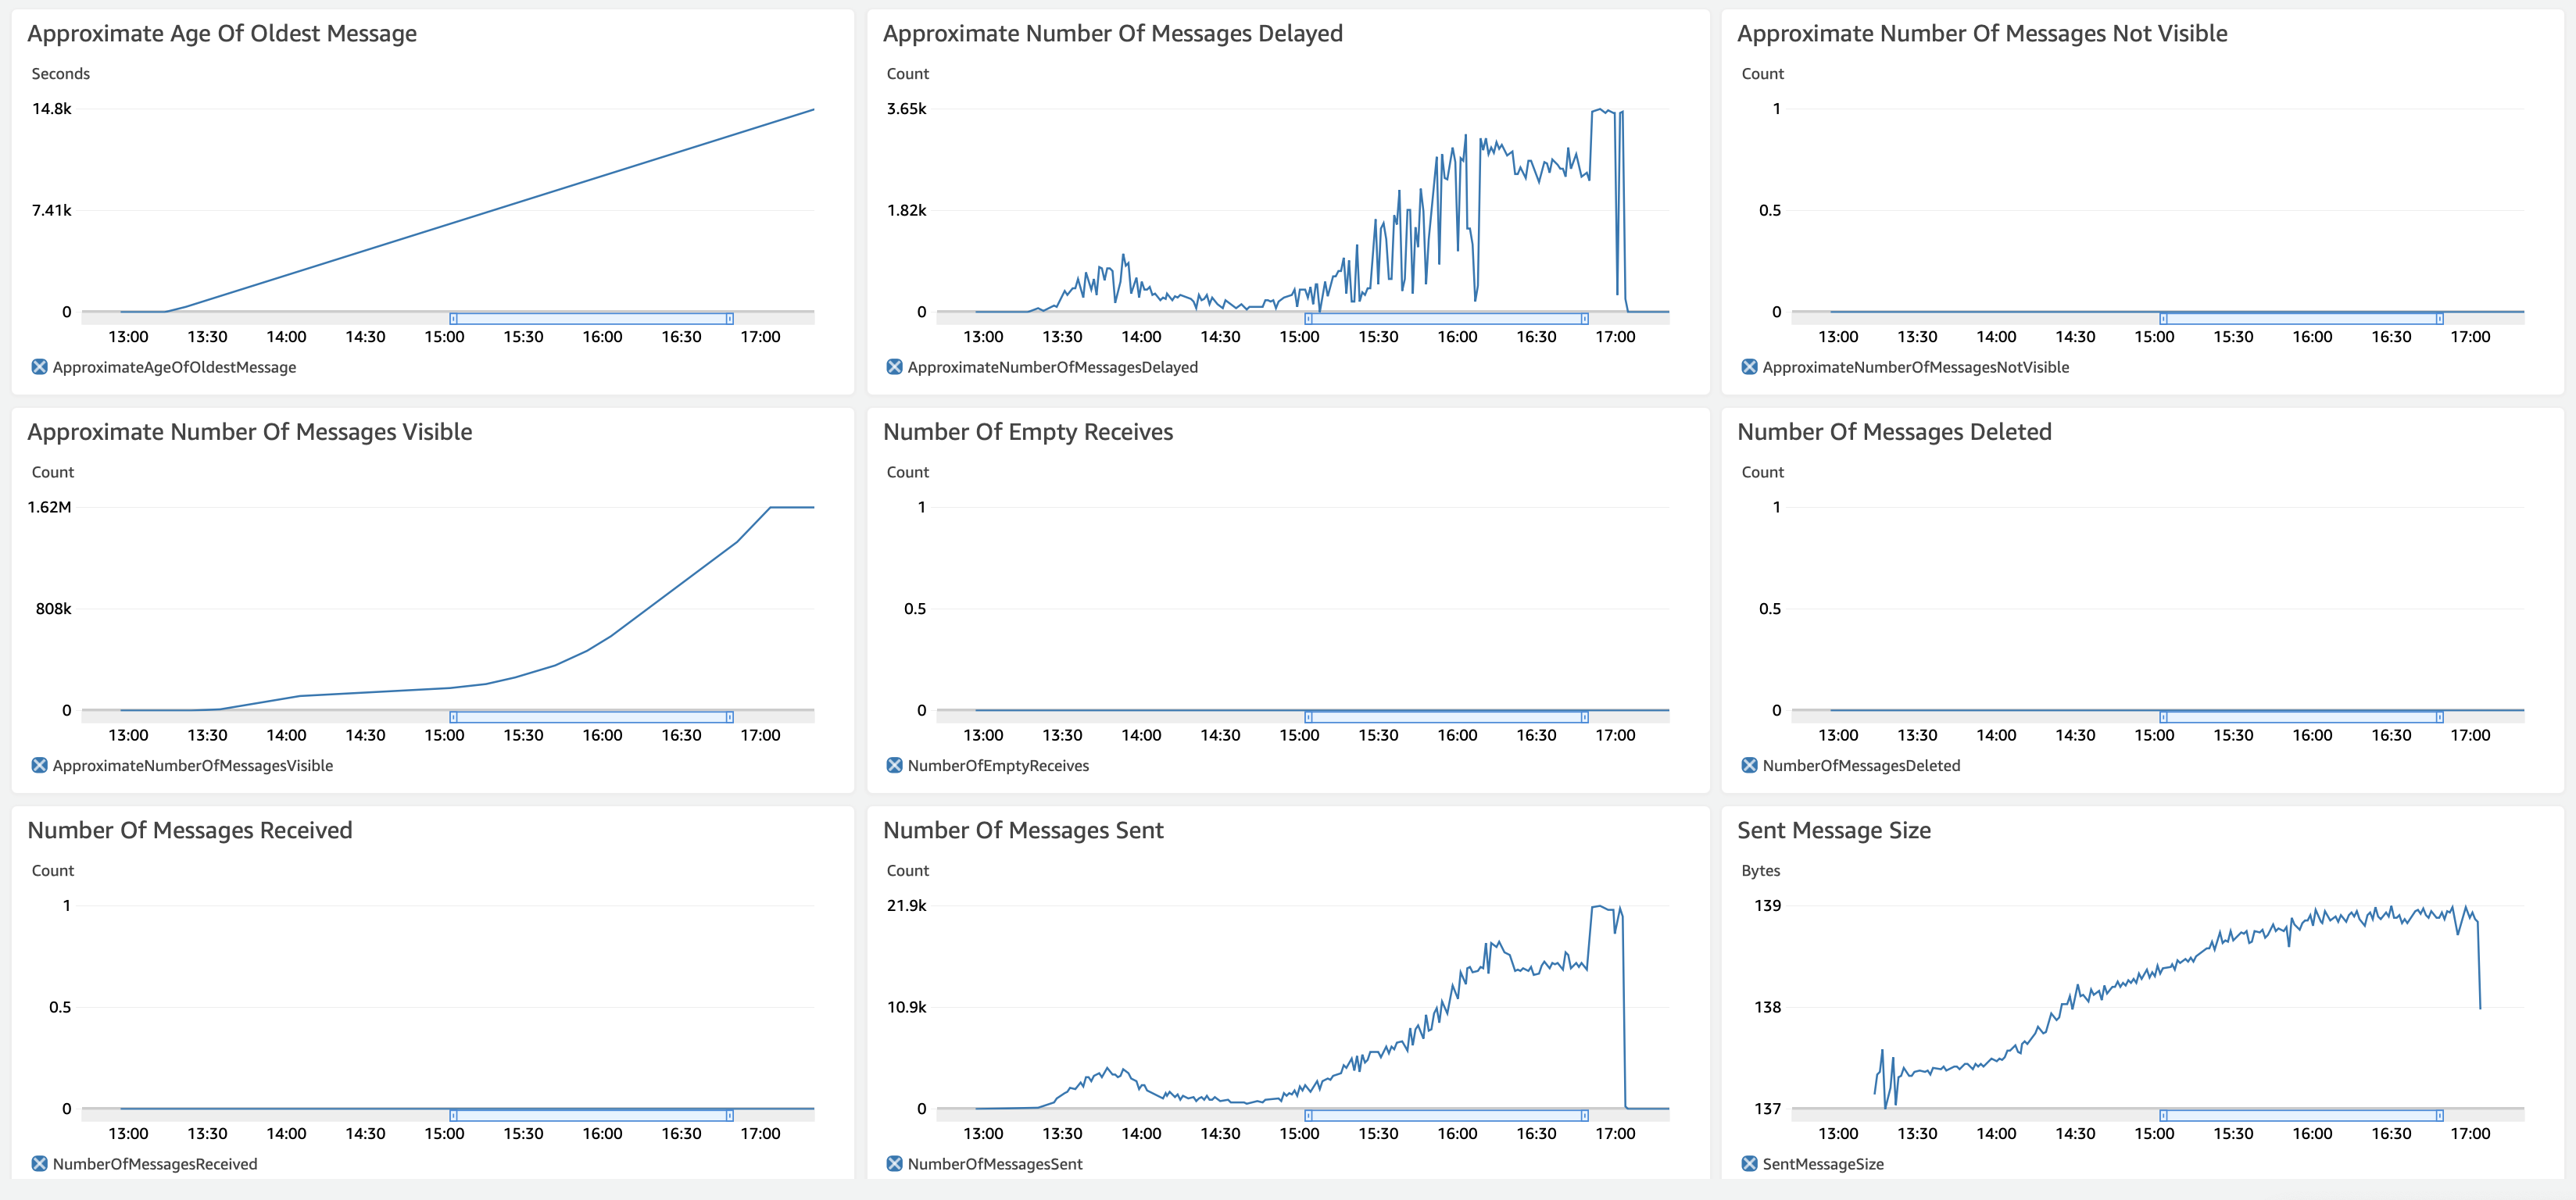 Approximate Age Of Oldest Message
Seconds
14.8k
7.41k
0
13:00 13:30 14:00 14:30 15:00 15:30 16:00 16:30 17:00
ApproximateAgeOfOldestMessage
Approximate Number Of Messages Delayed
Count
3.65k
1.82k
0
13:00 13:30 14:00 14:30 15:00 15:30 16:00 16:30 17:00
ApproximateNumberOfMessagesDelayed
Approximate Number Of Messages Not Visible
Count
1
0.5
0
13:00 13:30 14:00 14:30 15:00 15:30 16:00 16:30 17:00
ApproximateNumberOfMessagesNotVisible
Approximate Number Of Messages Visible
Count
1.62M
808k
0
13:00 13:30 14:00 14:30 15:00 15:30 16:00 16:30 17:00
ApproximateNumberOfMessagesVisible
Number Of Empty Receives
Count
1
0.5
0
13:00 13:30 14:00 14:30 15:00 15:30 16:00 16:30 17:00
NumberOfEmptyReceives
Number Of Messages Deleted
Count
1
0.5
0
13:00 13:30 14:00 14:30 15:00 15:30 16:00 16:30 17:00
NumberOfMessagesDeleted
Number Of Messages Received
Count
1
0.5
0
13:00 13:30 14:00 14:30 15:00 15:30 16:00 16:30 17:00
NumberOfMessagesReceived
Number Of Messages Sent
Count
21.9k
10.9k
0
13:00 13:30 14:00 14:30 15:00 15:30 16:00 16:30 17:00
NumberOfMessagesSent
Sent Message Size
Bytes
139
138
137
13:00 13:30 14:00 14:30 15:00 15:30 16:00 16:30 17:00
SentMessageSize